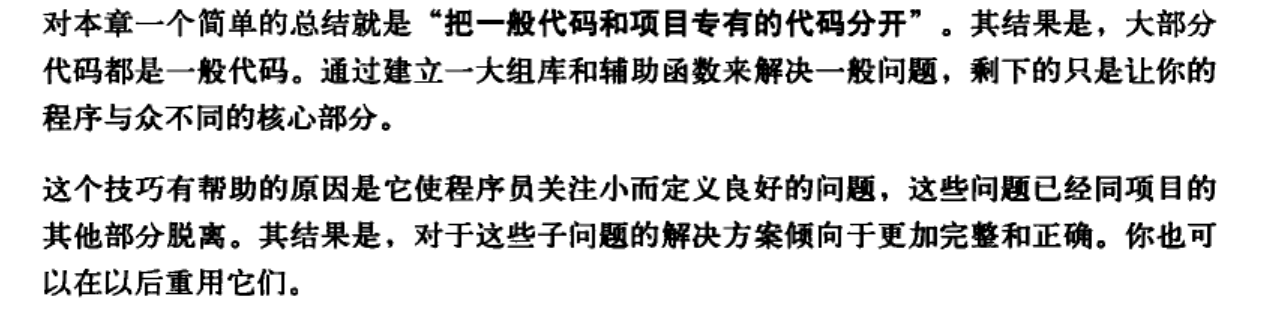 对本章一个简单的总结就是“把一般代码和项目专有的代码分开”。其结果是，大部分
代码都是一般代码。通过建立一大组库和辅助函数来解决一般问题，剩下的只是让你的
程序与众不同的核心部分。
这个技巧有帮助的原因是它使程序员关注小而定义良好的问题，这些问题已经同项目的
其他部分脱离。其结果是，对于这些子问题的解决方案倾向于更加完整和正确。你也可
以在以后重用它们。